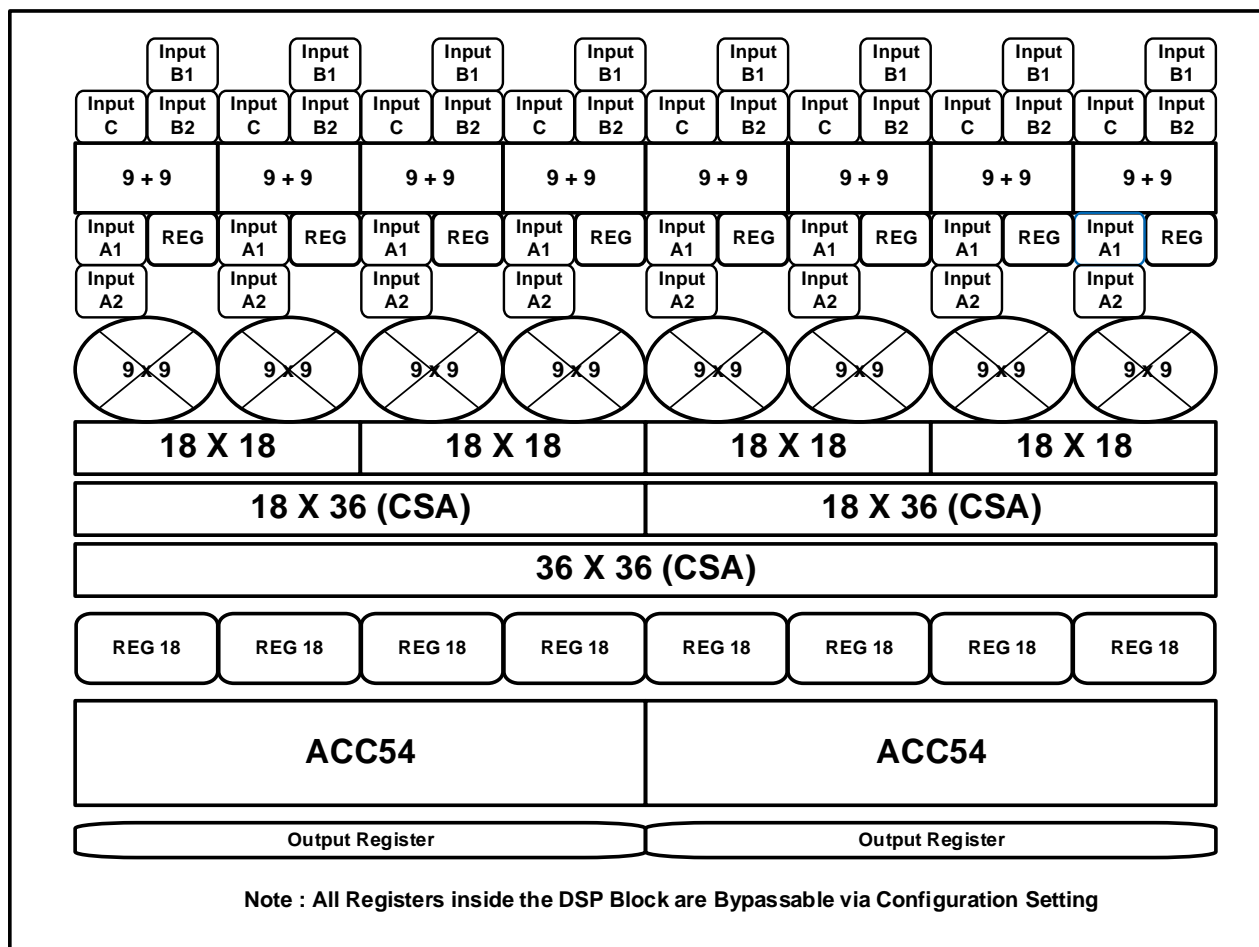 Input Input Input Input Input Input Input Input
B1 B1 B1 B1 B1 B1 B1 B1
Input Input Input Input Input Input Input Input Input Input Input Input Input Input Input Input
C B2 C B2 C B2 C B2 C B2 C B2 C B2 C B2
9 + 9 9 + 9 9 + 9 9 + 9 9 + 9 9 + 9 9 + 9 9 + 9
Input REG Input REG Input REG Input REG Input REG Input REG Input REG Input REG
A1 A1 A1 A1 A1 A1 A1 A1
Input Input Input Input Input Input Input Input
A2 A2 A2 A2 A2 A2 A2 A2
9 x 9 9 x 9 9 x 9 9 x 9 9 x 9 9 x 9 9 x 9 9 x 9
18 X 18 18 X 18 18 X 18 18 X 18
18 X 36 (CSA) 18 X 36 (CSA)
36 X 36 (CSA)
REG 18 REG 18 REG 18 REG 18 REG 18 REG 18 REG 18 REG 18
ACC54 ACC54
Output Register Output Register
Note : All Registers inside the DSP Block are Bypassable via Configuration Setting